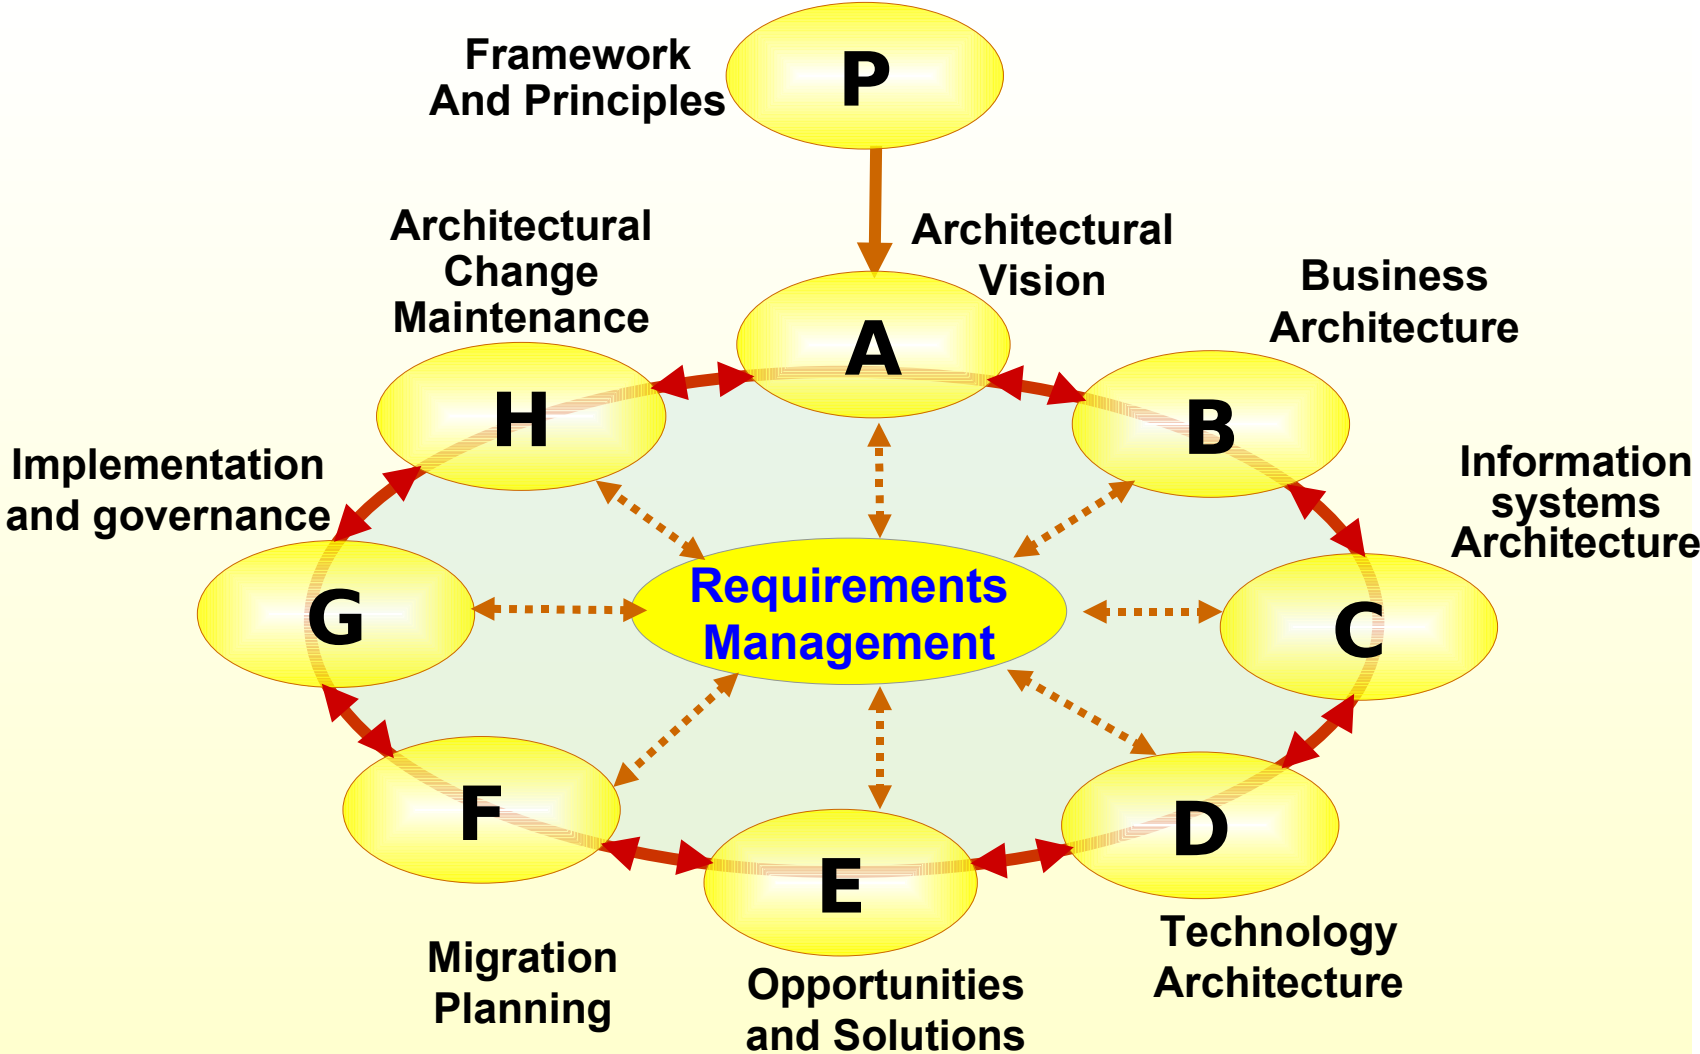 Framework
And Principles
P
Architectural
Change
Maintenance
Architectural
Vision
Business
Architecture
A
H
B
Implementation
and governance
Information
systems
Architecture
Requirements
Management
G
C
F
E
D
Migration
Planning
Opportunities
and Solutions
Technology
Architecture